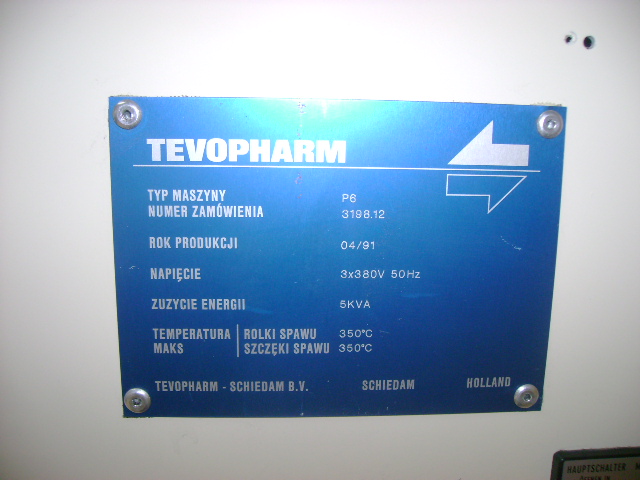 TEVOPHARM
TYP MASZYNY P6
NUMER ZAMÓWIENIA 3198.12
ROK PRODUKCJI 04/91
NAPIĘCIE 3x380V 50Hz
ZUZYCIE ENERGII 5KVA
TEMPERATURA ROLKI SPAWU 350°C
MAKS SZCZĘKI SPAWU 350°C
TEVOPHARM - SCHIEDAM B.V. SCHIEDAM HOLLAND
HAUPTSCHALTER